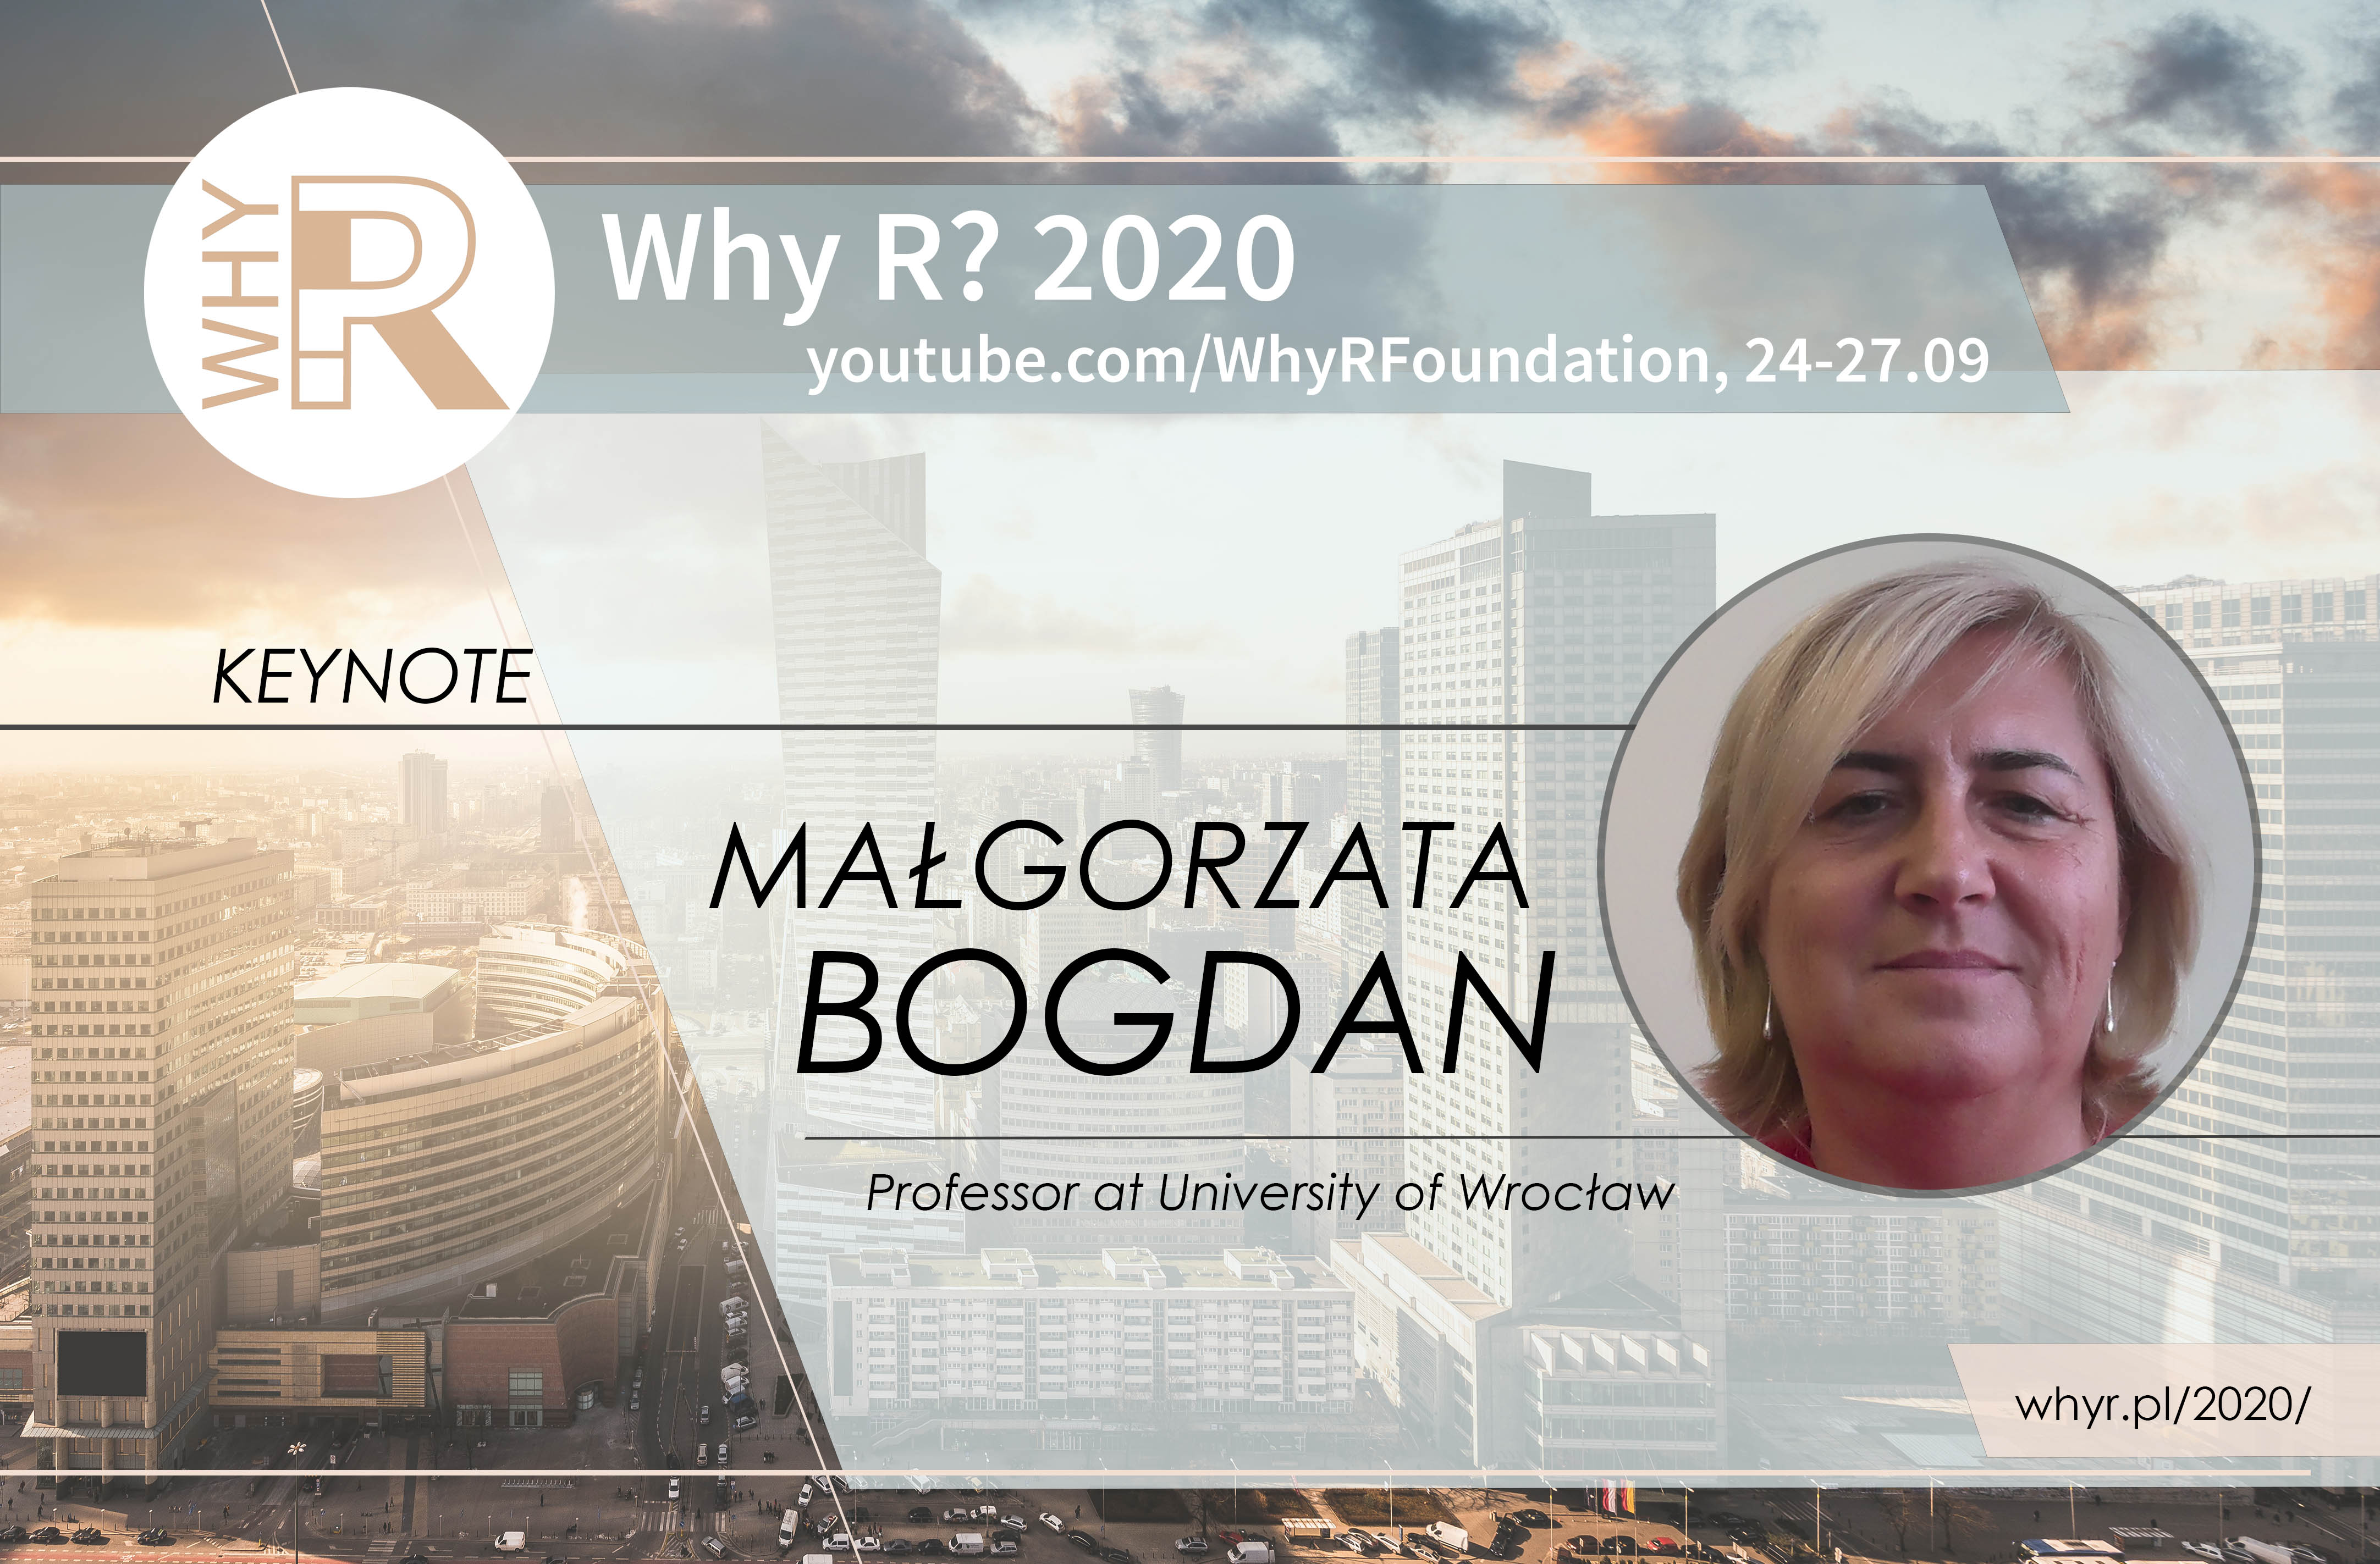 WHY R
Why R? 2020
youtube.com/WhyRFoundation, 24-27.09
KEYNOTE
MAŁGORZATA
BOGDAN
Professor at University of Wrocław
whyr.pl/2020/